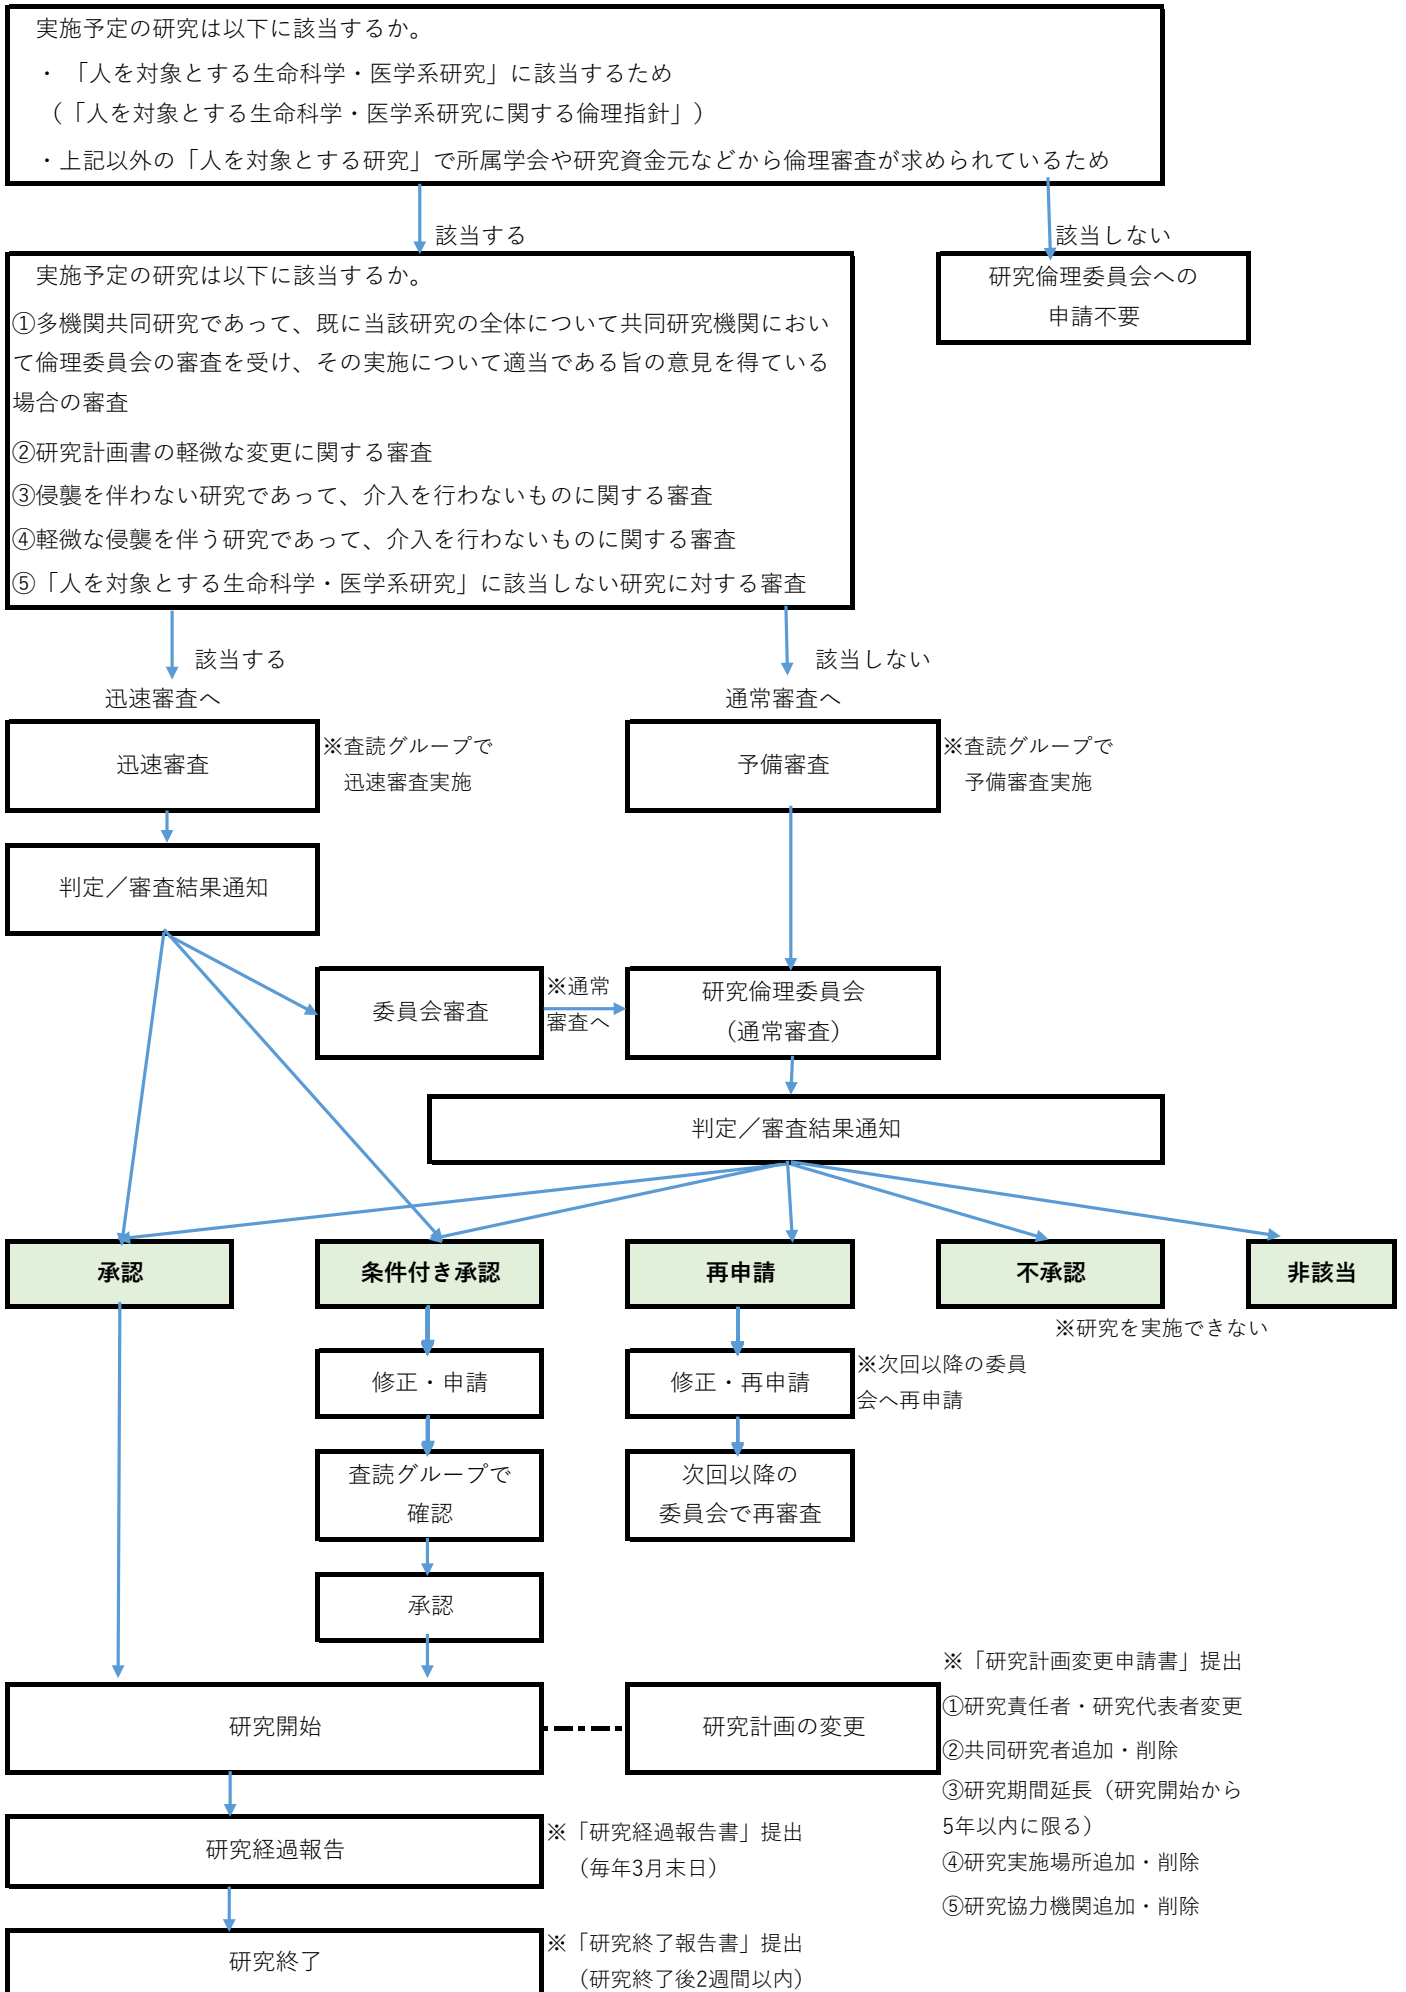 実施予定の研究は以下に該当するか。
・「人を対象とする生命科学・医学系研究」に該当するため
（「人を対象とする生命科学・医学系研究に関する倫理指針」）
・上記以外の「人を対象とする研究」で所属学会や研究資金元などから倫理審査が求められているため
該当する
該当しない
実施予定の研究は以下に該当するか。
①多機関共同研究であって、既に当該研究の全体について共同研究機関におい
て倫理委員会の審査を受け、その実施について適当である旨の意見を得ている
場合の審査
②研究計画書の軽微な変更に関する審査
③侵襲を伴わない研究であって、介入を行わないものに関する審査
④軽微な侵襲を伴う研究であって、介入を行わないものに関する審査
⑤「人を対象とする生命科学・医学系研究」に該当しない研究に対する審査
研究倫理委員会への
申請不要
該当する
該当しない
迅速審査へ
通常審査へ
迅速審査
※査読グループで
迅速審査実施
予備審査
※査読グループで
予備審査実施
判定／審査結果通知
委員会審査
※通常
審査へ
研究倫理委員会
（通常審査）
判定／審査結果通知
承認
条件付き承認
再申請
不承認
非該当
※研究を実施できない
修正・申請
修正・再申請
※次回以降の委員
会へ再申請
査読グループで
確認
次回以降の
委員会で再審査
承認
研究開始
研究計画の変更
※「研究計画変更申請書」提出
①研究責任者・研究代表者変更
②共同研究者追加・削除
③研究期間延長（研究開始から
5年以内に限る）
④研究実施場所追加・削除
⑤研究協力機関追加・削除
研究経過報告
※「研究経過報告書」提出
（毎年3月末日）
研究終了
※「研究終了報告書」提出
（研究終了後2週間以内）